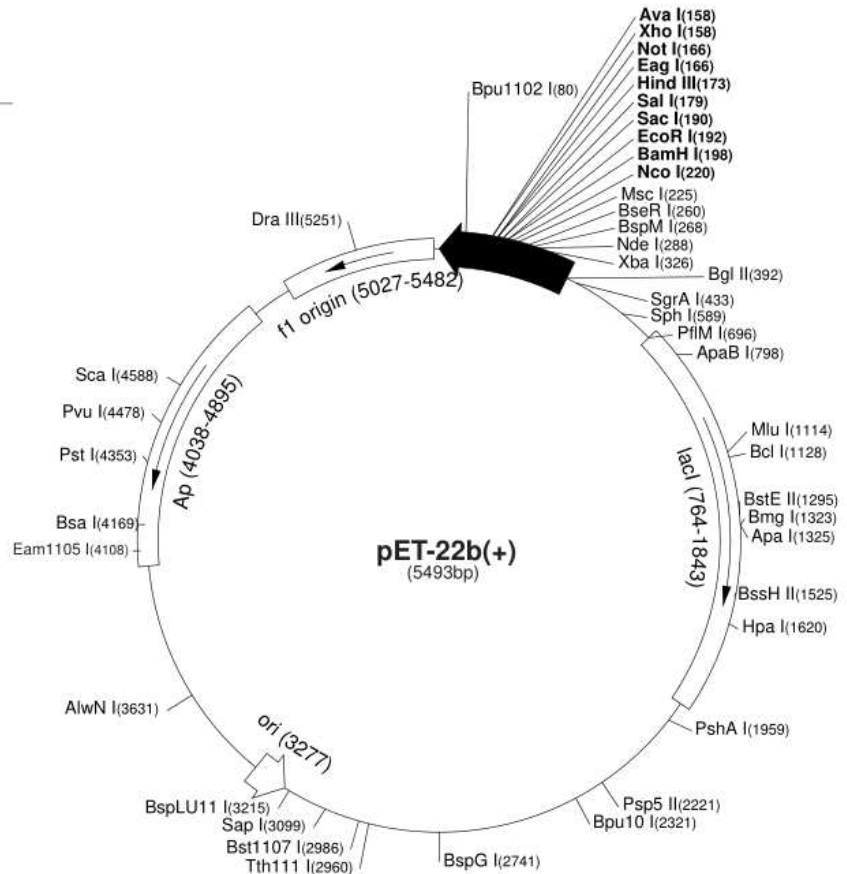 Ava I(158)
Xho I(158)
Not I(166)
Eag I(166)
Hind III(173)
Sal I(179)
Sac I(190)
EcoR I(192)
BamH I(198)
Nco I(220)
Bpu1102 I(80)
Msc I(225)
BseR I(260)
BspM I(268)
Nde I(288)
Xba I(326)
Bgl II(392)
SgrA I(433)
Sph I(589)
PflM I(696)
ApaB I(798)
Mlu I(1114)
Bcl I(1128)
BstE II(1295)
Bmg I(1323)
Apa I(1325)
BssH II(1525)
Hpa I(1620)
PshA I(1959)
Psp5 II(2221)
Bpu10 I(2321)
BspG I(2741)
Tth111 I(2960)
Bst1107 I(2986)
Sap I(3099)
BspLU11 I(3215)
AlwN I(3631)
Eam1105 I(4108)
Bsa I(4169)
Pst I(4353)
Pvu I(4478)
Sca I(4588)
Dra III(5251)
f1 origin (5027-5482)
Ap (4038-4895)
lacI (764-1843)
ori (3277)
pET-22b(+)
(5493bp)